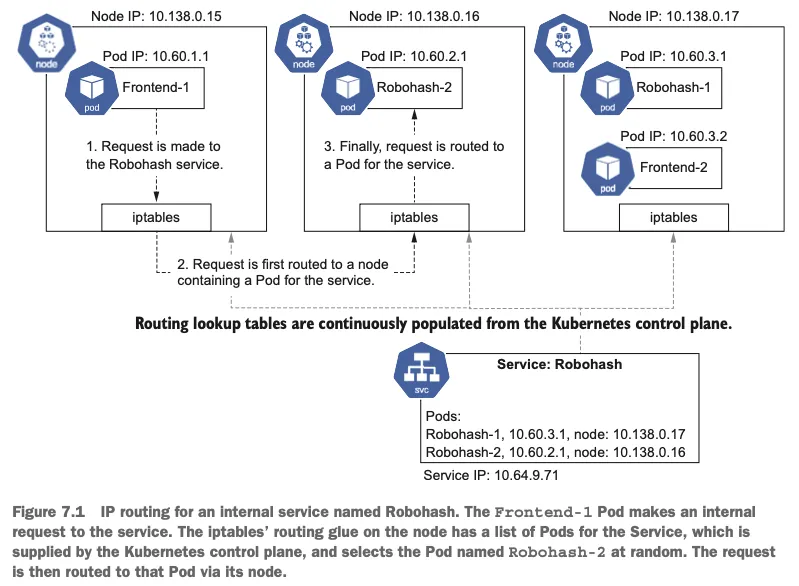 Node IP: 10.138.0.15
Node IP: 10.138.0.16
Node IP: 10.138.0.17
node
Pod IP: 10.60.1.1
pod
Frontend-1
1. Request is made to
the Robohash service.
iptables
node
Pod IP: 10.60.2.1
pod
Robohash-2
3. Finally, request is routed to
a Pod for the service.
iptables
node
Pod IP: 10.60.3.1
pod
Robohash-1
Pod IP: 10.60.3.2
pod
Frontend-2
iptables
2. Request is first routed to a node
containing a Pod for the service.
Routing lookup tables are continuously populated from the Kubernetes control plane.
svc
Service: Robohash
Pods:
Robohash-1, 10.60.3.1, node: 10.138.0.17
Robohash-2, 10.60.2.1, node: 10.138.0.16
Service IP: 10.64.9.71
Figure 7.1 IP routing for an internal service named Robohash. The Frontend-1 Pod makes an internal
request to the service. The iptables’ routing glue on the node has a list of Pods for the Service, which is
supplied by the Kubernetes control plane, and selects the Pod named Robohash-2 at random. The request
is then routed to that Pod via its node.